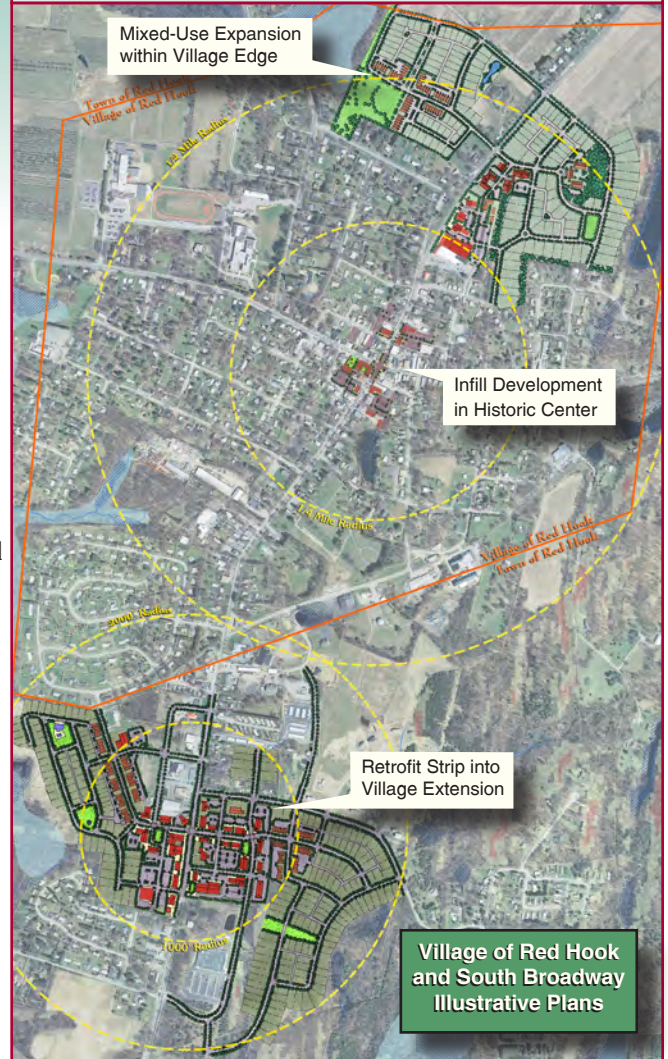 Mixed-Use Expansion
within Village Edge
Town of Red Hook
Village of Red Hook
1/2 Mile Radius
Infill Development
in Historic Center
1/4 Mile Radius
Village of Red Hook
Town of Red Hook
2000' Radius
Retrofit Strip into
Village Extension
1000' Radius
Village of Red Hook
and South Broadway
Illustrative Plans